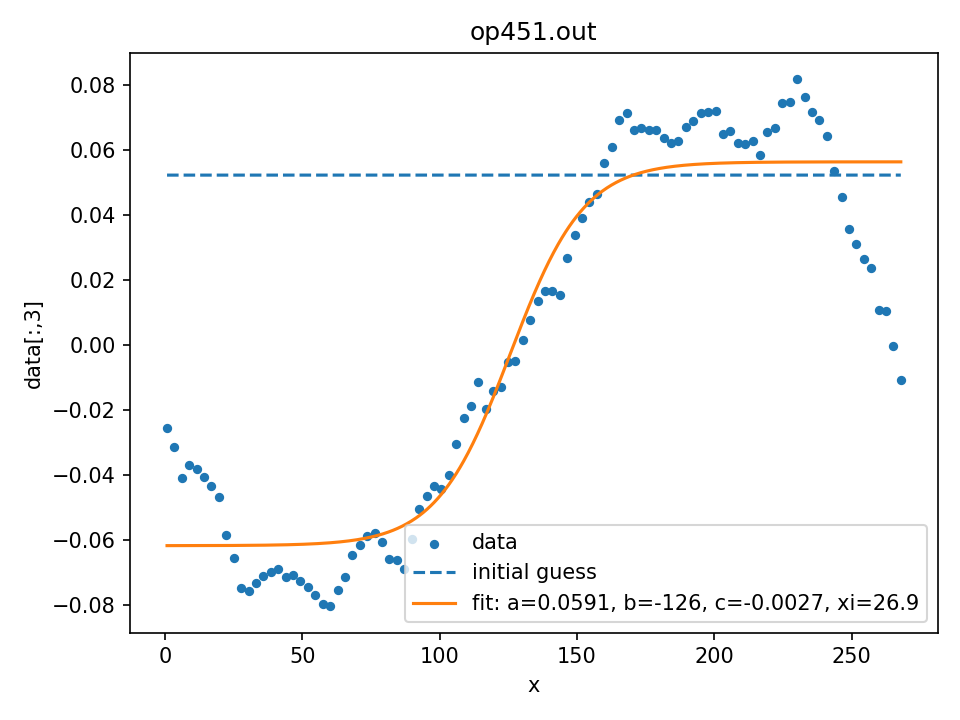 op451.out
0.08
0.06
0.04
0.02
0.00
−0.02
−0.04
−0.06
−0.08
data[:,3]
data
initial guess
fit: a=0.0591, b=-126, c=-0.0027, xi=26.9
0 50 100 150 200 250
x